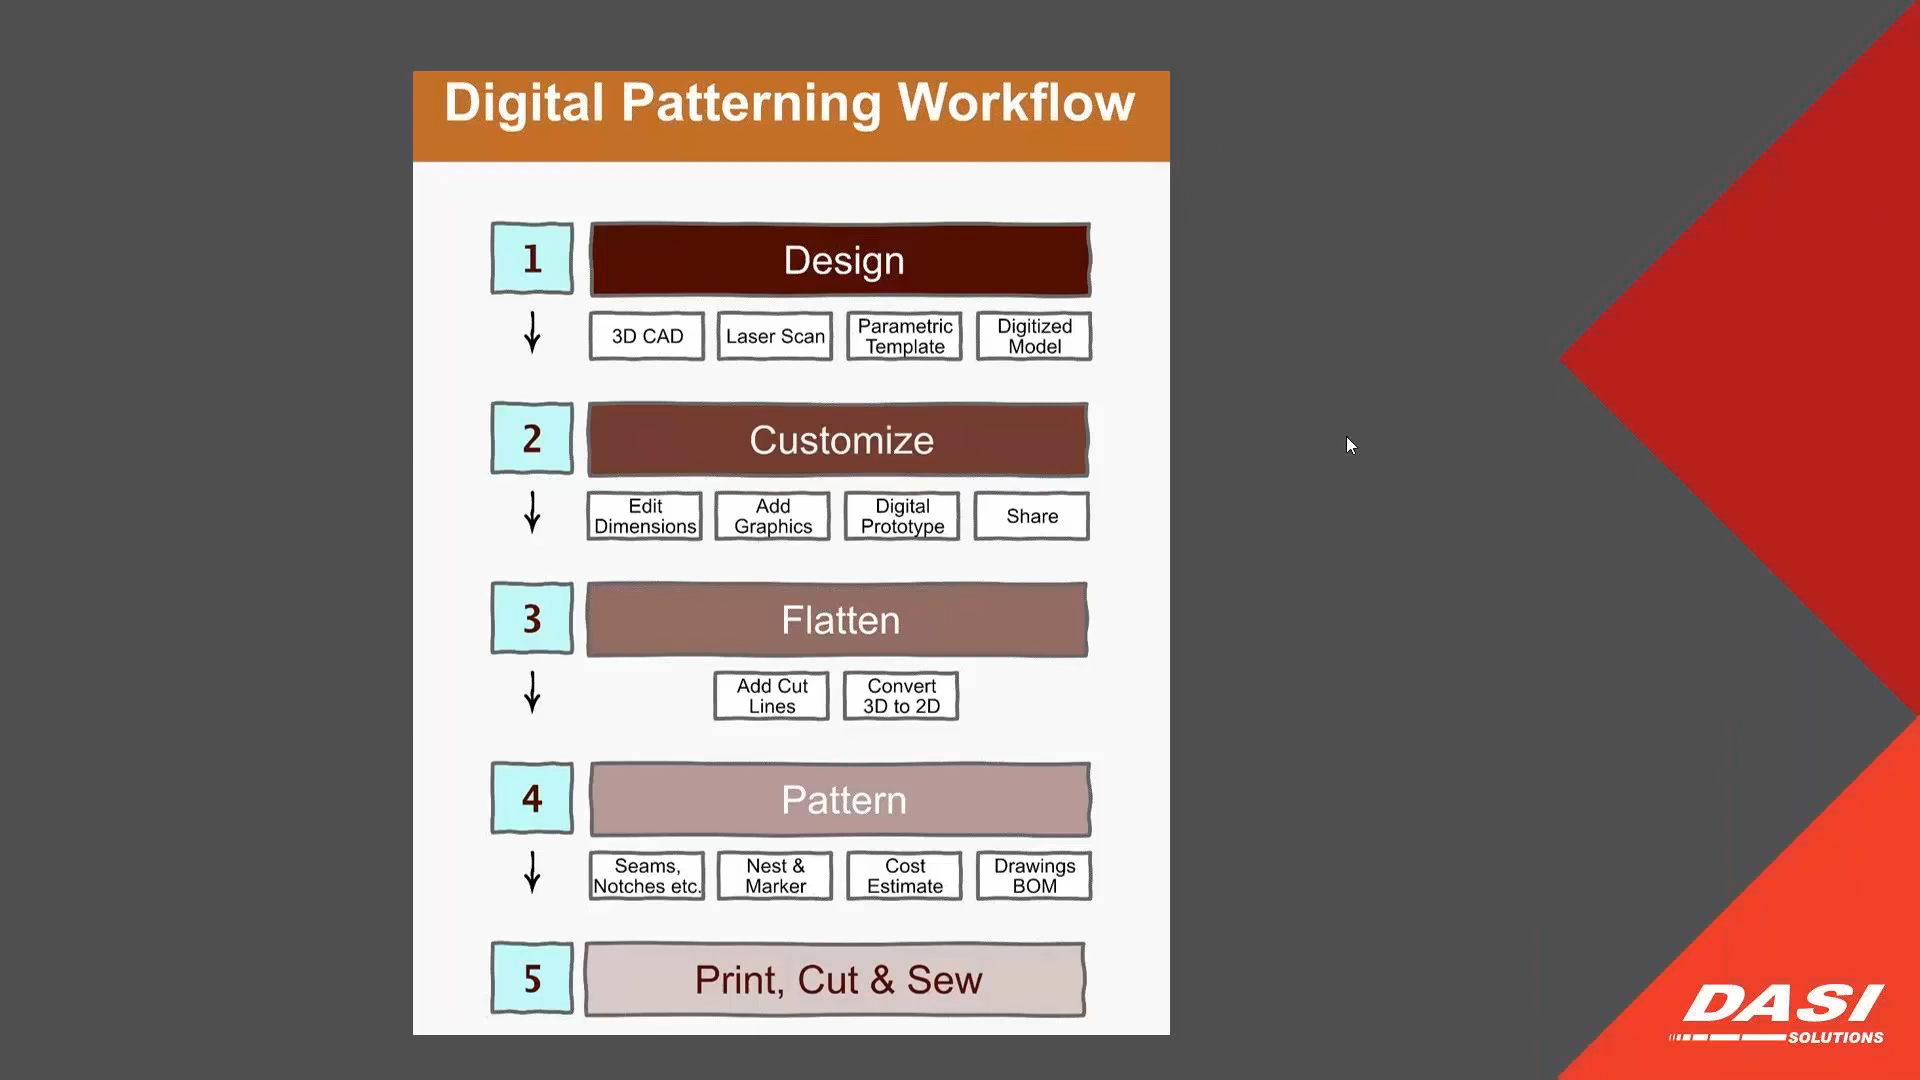 Digital Patterning Workflow
1
Design
3D CAD
Laser Scan
Parametric
Template
Digitized
Model
2
Customize
Edit
Dimensions
Add
Graphics
Digital
Prototype
Share
3
Flatten
Add Cut
Lines
Convert
3D to 2D
4
Pattern
Seams,
Notches etc.
Nest &
Marker
Cost
Estimate
Drawings
BOM
5
Print, Cut & Sew
DASI
SOLUTIONS